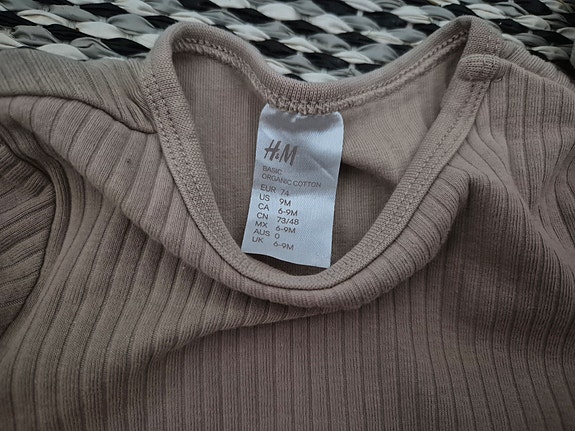 H&M
BASIC
ORGANIC COTTON
EUR 74
US 9M
CA 6-9M
CN 73/48
MX 6-9M
AUS 0
UK 6-9M